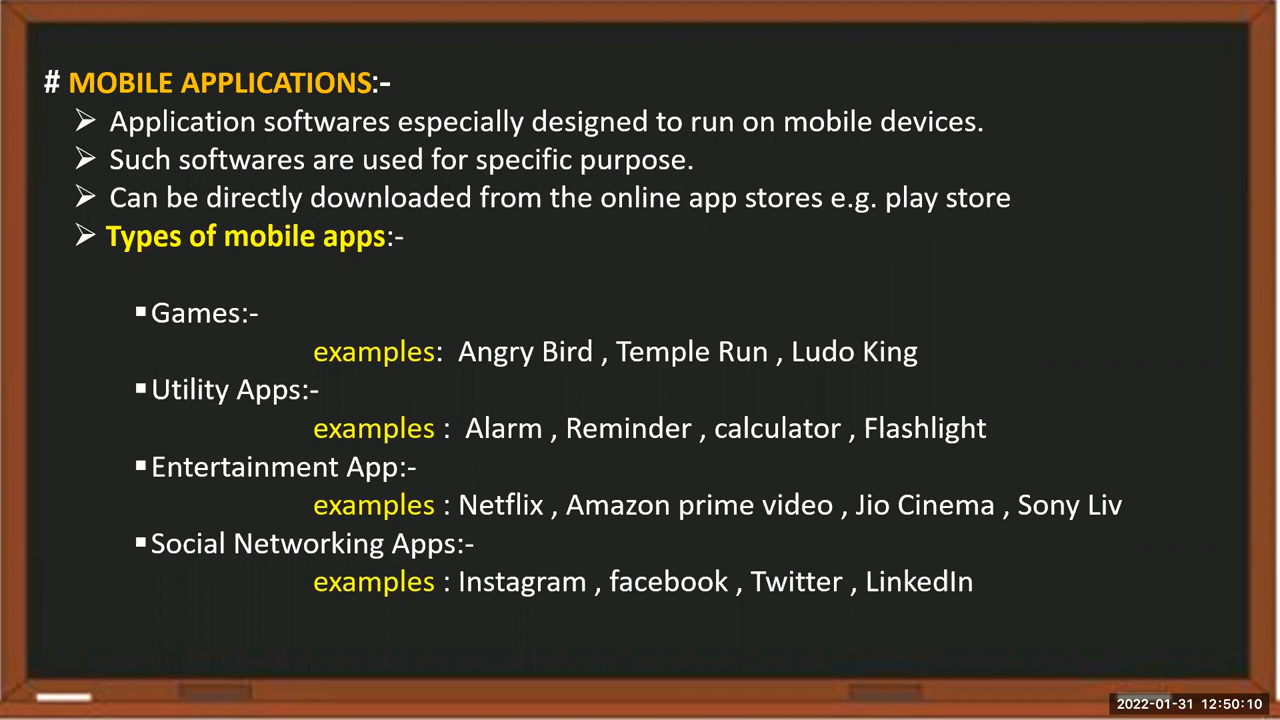 # MOBILE APPLICATIONS:-
➢ Application softwares especially designed to run on mobile devices.
➢ Such softwares are used for specific purpose.
➢ Can be directly downloaded from the online app stores e.g. play store
➢ Types of mobile apps:-
▪Games:-
examples: Angry Bird , Temple Run , Ludo King
▪Utility Apps:-
examples : Alarm , Reminder , calculator , Flashlight
▪Entertainment App:-
examples : Netflix , Amazon prime video , Jio Cinema , Sony Liv
▪Social Networking Apps:-
examples : Instagram , facebook , Twitter , LinkedIn
2022-01-31 12:50:10